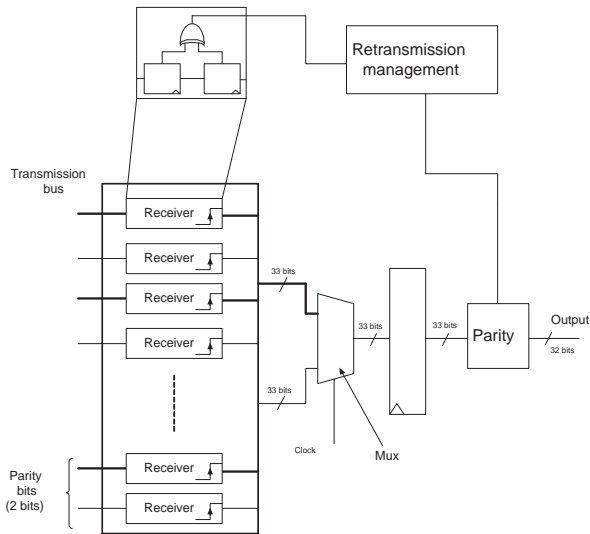 Retransmission
management
Transmission
bus
Receiver
Receiver
Receiver
Receiver
33 bits
33 bits
33 bits
33 bits
Parity
Output
32 bits
Clock
Mux
Parity
bits
(2 bits)
Receiver
Receiver